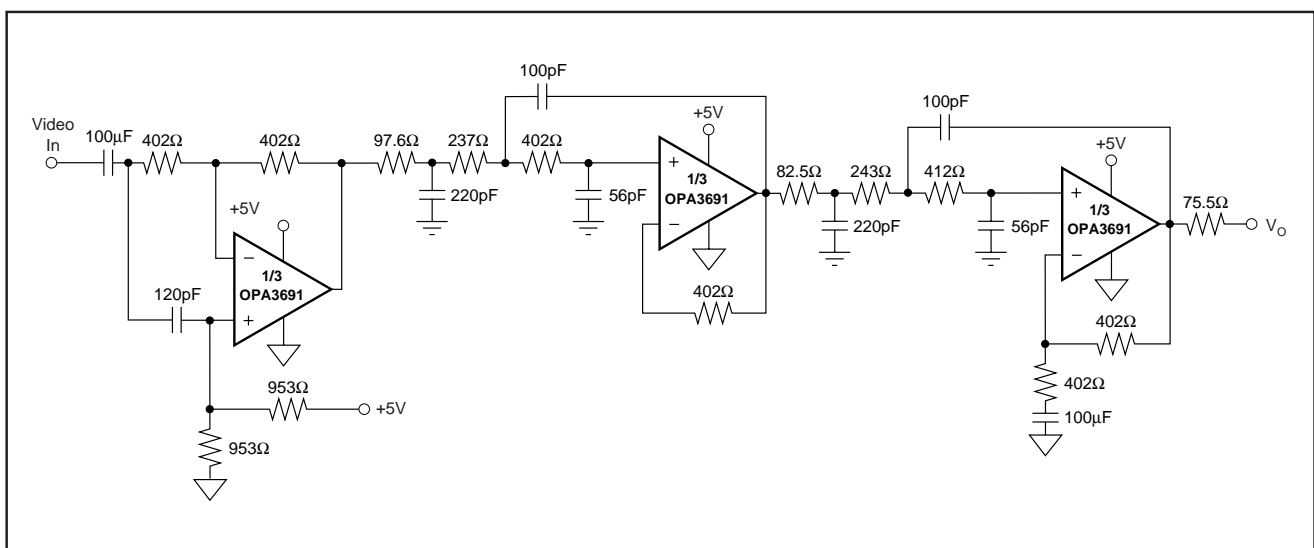 Video
In
100μF
402Ω
402Ω
+5V
−
1/3
OPA3691
+
120pF
953Ω
+5V
953Ω
97.6Ω
220pF
237Ω
100pF
402Ω
56pF
+5V
+
1/3
OPA3691
−
402Ω
82.5Ω
220pF
243Ω
100pF
412Ω
56pF
+5V
+
1/3
OPA3691
−
402Ω
402Ω
100μF
75.5Ω
VO